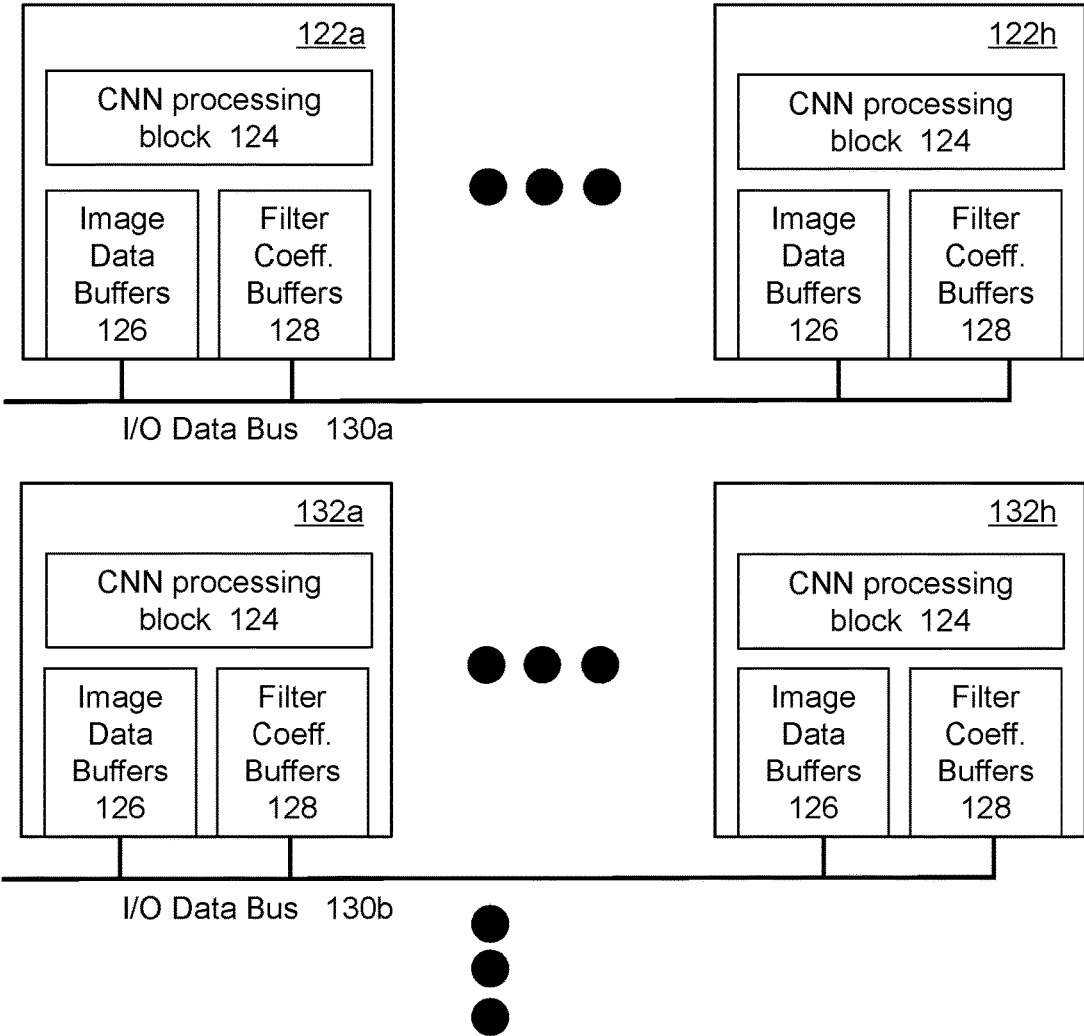 122a
CNN processing
block 124
Image
Data
Buffers
126
Filter
Coeff.
Buffers
128
122h
CNN processing
block 124
Image
Data
Buffers
126
Filter
Coeff.
Buffers
128
I/O Data Bus 130a
132a
CNN processing
block 124
Image
Data
Buffers
126
Filter
Coeff.
Buffers
128
132h
CNN processing
block 124
Image
Data
Buffers
126
Filter
Coeff.
Buffers
128
I/O Data Bus 130b